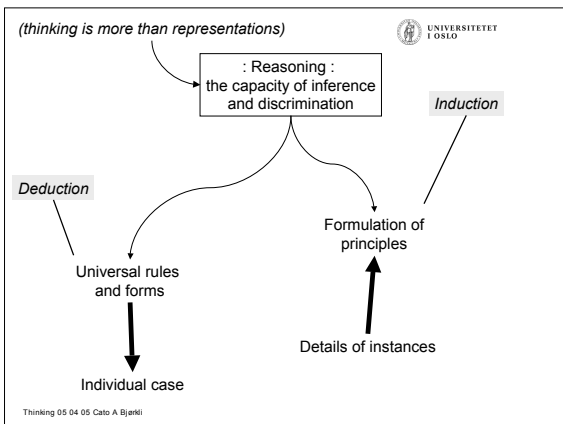 (thinking is more than representations)
UNIVERSITETET
I OSLO
: Reasoning :
the capacity of inference
and discrimination
Induction
Deduction
Formulation of
principles
Universal rules
and forms
Details of instances
Individual case
Thinking 05 04 05 Cato A Bjørkli